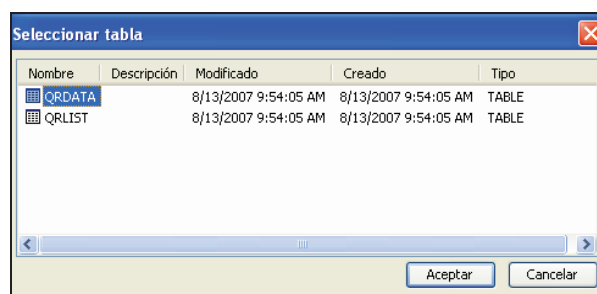 Seleccionar tabla
Nombre Descripción Modificado Creado Tipo
QRDATA 8/13/2007 9:54:05 AM 8/13/2007 9:54:05 AM TABLE
QRLIST 8/13/2007 9:54:05 AM 8/13/2007 9:54:05 AM TABLE
Aceptar Cancelar